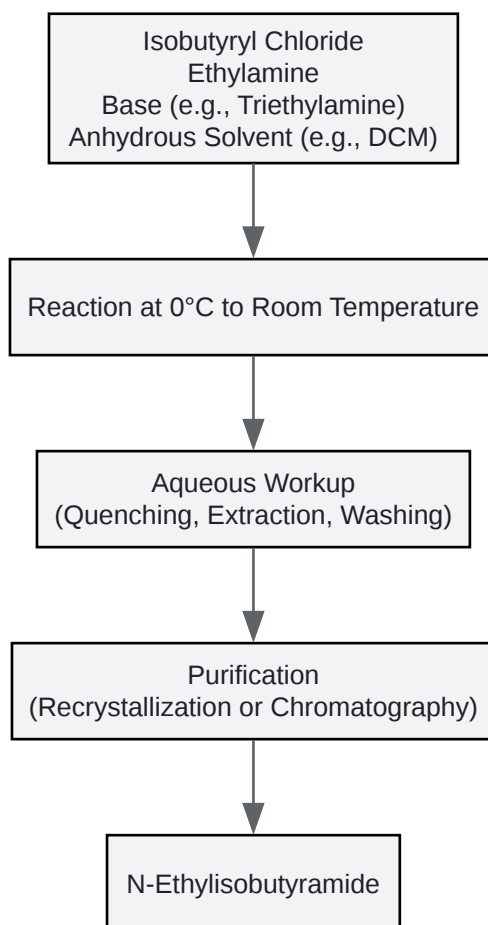 Isobutyryl Chloride
Ethylamine
Base (e.g., Triethylamine)
Anhydrous Solvent (e.g., DCM)
Reaction at 0°C to Room Temperature
Aqueous Workup
(Quenching, Extraction, Washing)
Purification
(Recrystallization or Chromatography)
N-Ethylisobutyramide